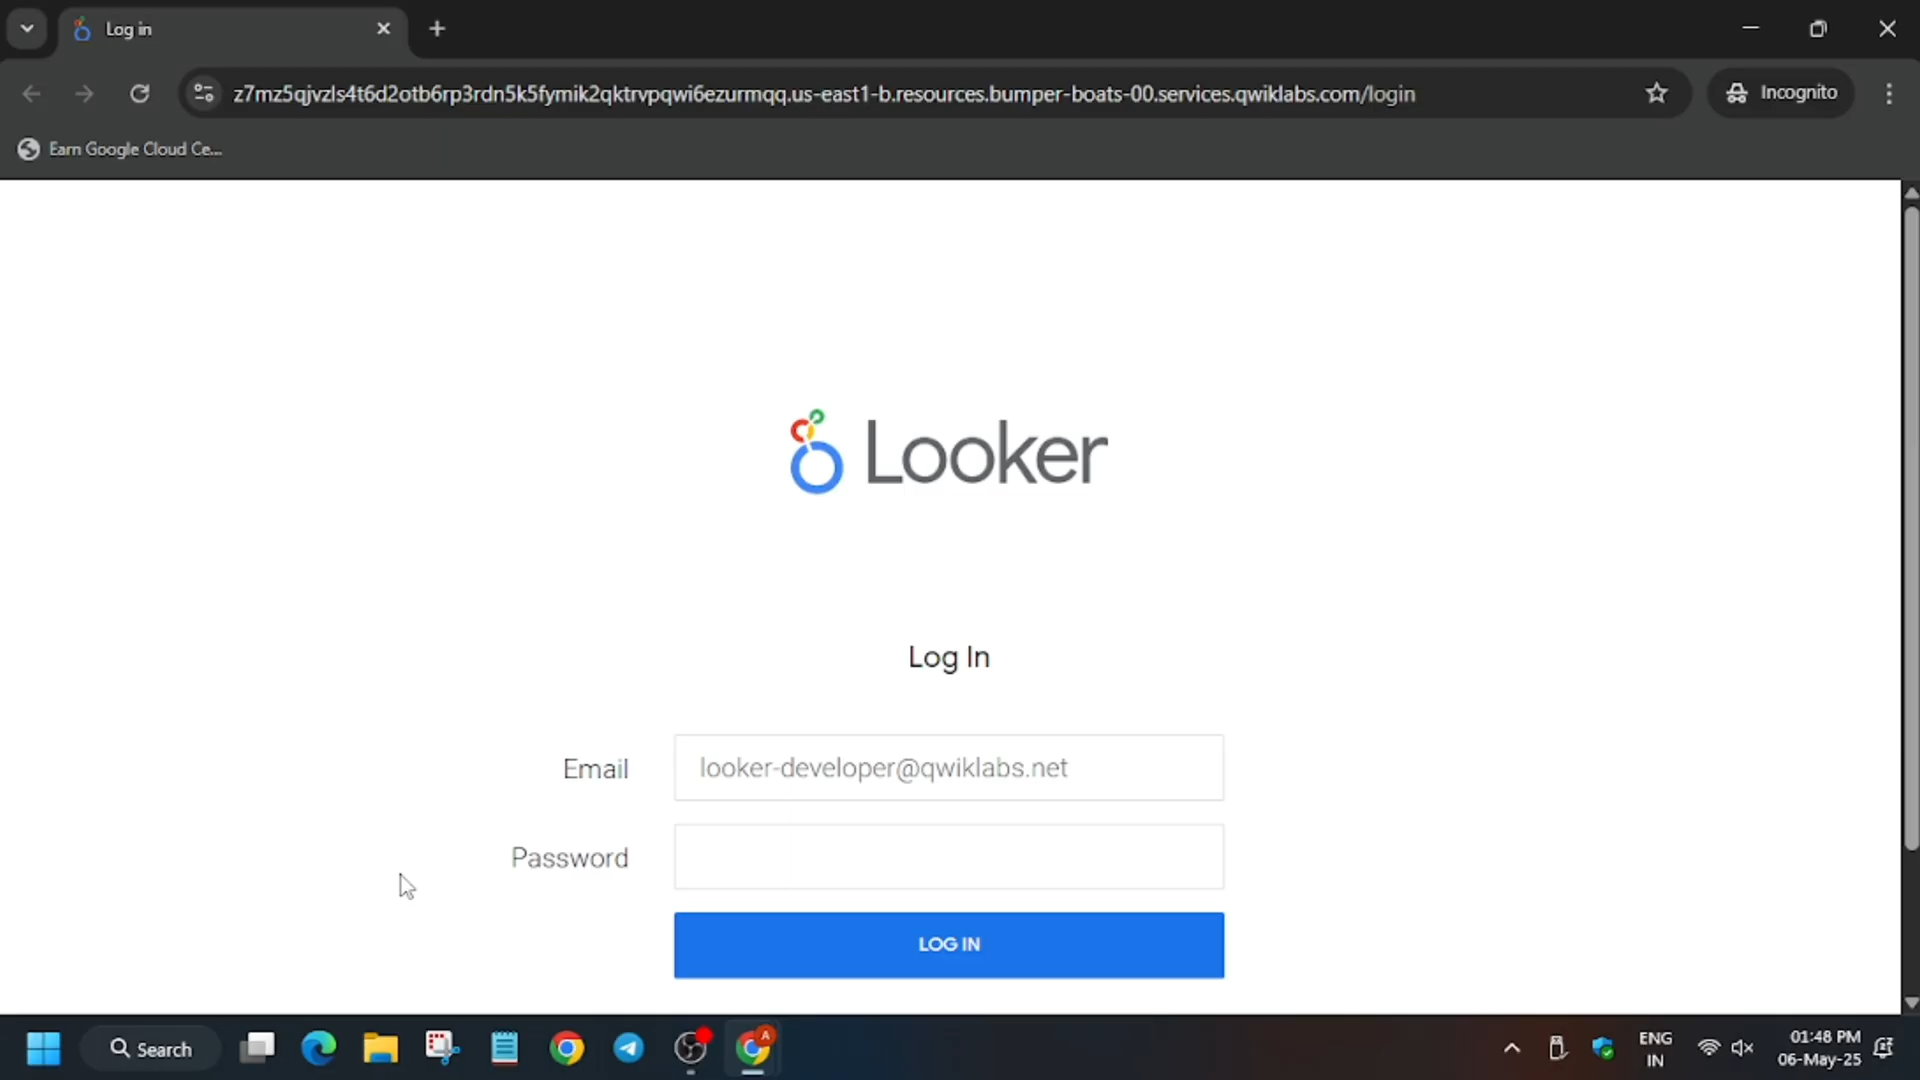 Log in
z7mz5qjvzls4t6d2otb6rp3rdn5k5fymik2qktrvpqwi6ezurmqq.us-east1-b.resources.bumper-boats-00.services.qwiklabs.com/login
Incognito
Earn Google Cloud Ce...
Looker
Log In
Email
looker-developer@qwiklabs.net
Password
LOG IN
Search
A
ENG
IN
01:48 PM
06-May-25